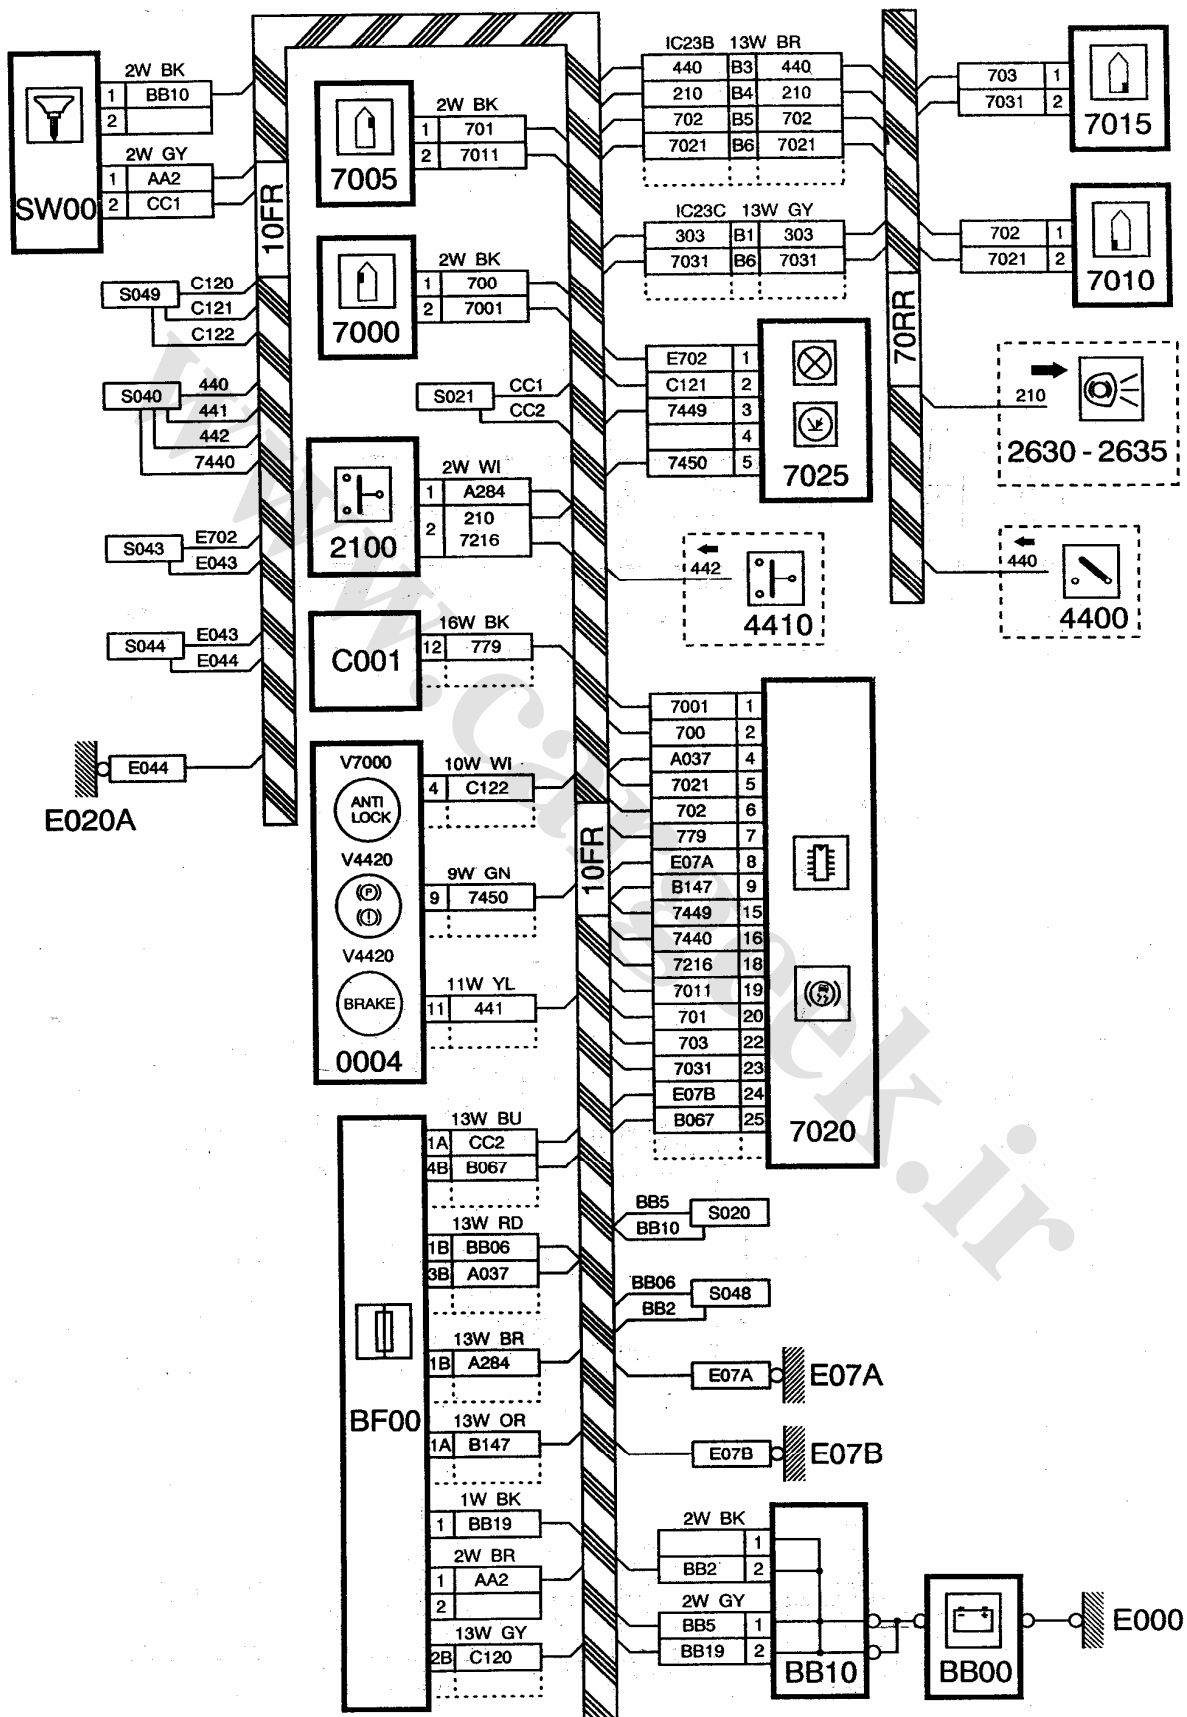 2W BK
1 BB10
2
2W GY
1 AA2
2 CC1
SW00
10FR
S049
C120
C121
C122
S040
440
441
442
7440
S043
E702
E043
S044
E043
E044
E044
E020A
2W BK
1 701
2 7011
7005
2W BK
1 700
2 7001
7000
S021
CC1
CC2
2W WI
1 A284
2 210
7216
2100
16W BK
12 779
C001
V7000
ANTI
LOCK
10W WI
4 C122
V4420
(P)
(!)
9W GN
9 7450
V4420
BRAKE
11W YL
11 441
0004
10FR
13W BU
1A CC2
4B B067
13W RD
1B BB06
3B A037
13W BR
1B A284
BF00
13W OR
1A B147
1W BK
1 BB19
2W BR
1 AA2
2
13W GY
2B C120
IC23B 13W BR
440 B3 440
210 B4 210
702 B5 702
7021 B6 7021
IC23C 13W GY
303 B1 303
7031 B6 7031
E702 1
C121 2
7449 3
4
7450 5
7025
442
4410
70RR
703 1
7031 2
7015
702 1
7021 2
7010
210
2630 - 2635
440
4400
7001 1
700 2
A037 4
7021 5
702 6
779 7
E07A 8
B147 9
7449 15
7440 16
7216 18
7011 19
701 20
703 22
7031 23
E07B 24
B067 25
7020
BB5
BB10
S020
BB06
BB2
S048
E07A
E07A
E07B
E07B
2W BK
1
BB2 2
2W GY
BB5 1
BB19 2
BB10
BB00
E000
www.cargeek.ir